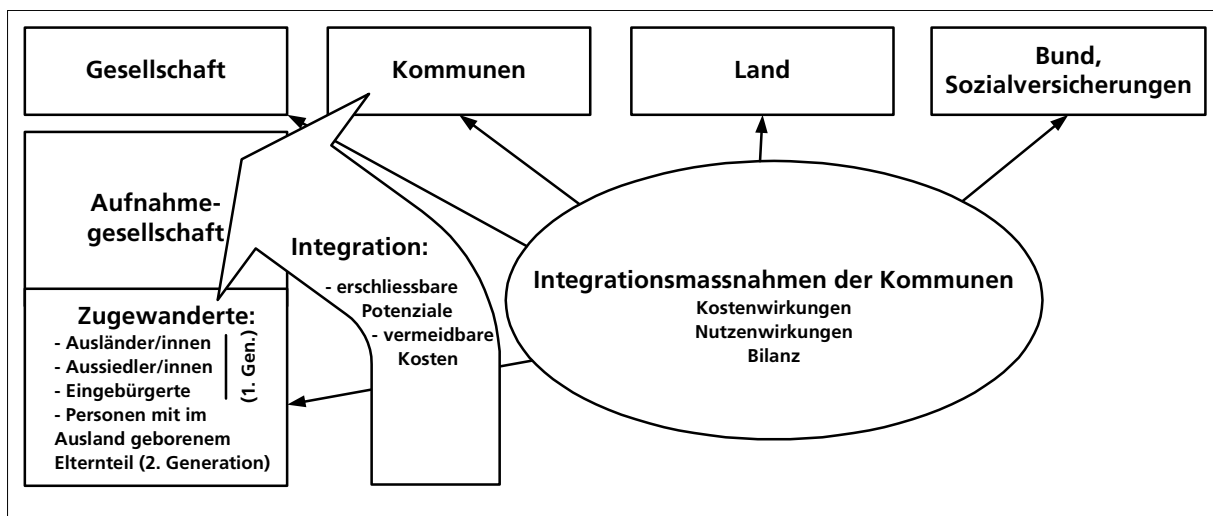 Gesellschaft
Kommunen
Land
Bund,
Sozialversicherungen
Aufnahme-
gesellschaft
Integration:
- erschliessbare
Potenziale
- vermeidbare
Kosten
Integrationsmassnahmen der Kommunen
Kostenwirkungen
Nutzenwirkungen
Bilanz
Zugewanderte:
- Ausländer/innen
- Aussiedler/innen
- Eingebürgerte
(1. Gen.)
- Personen mit im
Ausland geborenem
Elternteil (2. Generation)